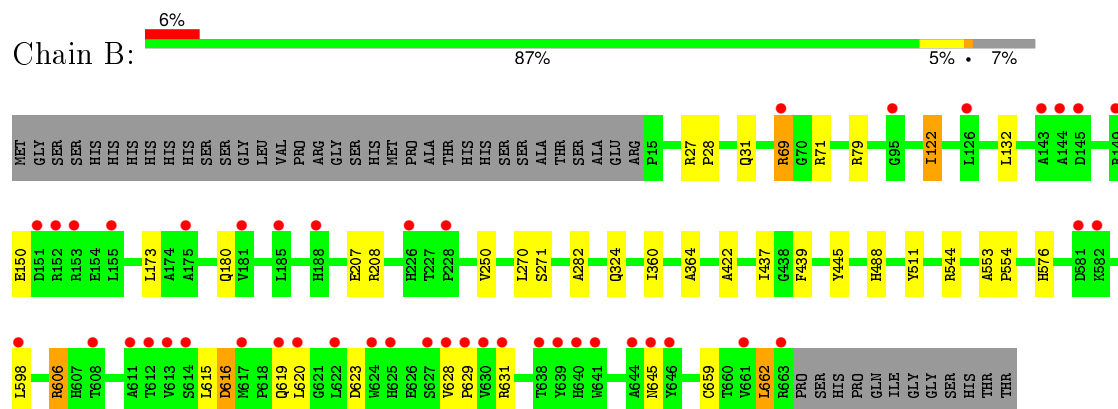 6%
Chain B:
87% 5% • 7%
MET GLY SER SER HIS HIS HIS HIS HIS HIS SER SER GLY LEU VAL PRO ARG GLY SER HIS MET PRO ALA THR HIS HIS SER SER ALA THR SER ALA GLU ARG P15 R27 P28 Q31 R69 G70 R71 R79 G95 I122 L126 L132 A143 A144 D145 R149
E150 D151 R152 R153 E154 L155 L173 A174 A175 Q180 V181 L185 H188 E207 R208 H226 T227 P228 V250 L270 S271 A282 Q324 I360 A364 A422 I437 G438 F439 Y445 H488 Y511 R544 A553 P554 H576 D581 K582
L598 R606 H607 T608 A611 T612 V613 S614 L615 D616 M617 P618 Q619 L620 G621 L622 D623 W624 H625 E626 S627 V628 P629 V630 R631 T638 Y639 H640 W641 A644 N645 Y646 C659 T660 V661 L662 R663 PRO SER HIS PRO GLN ILE GLY GLY SER HIS THR THR